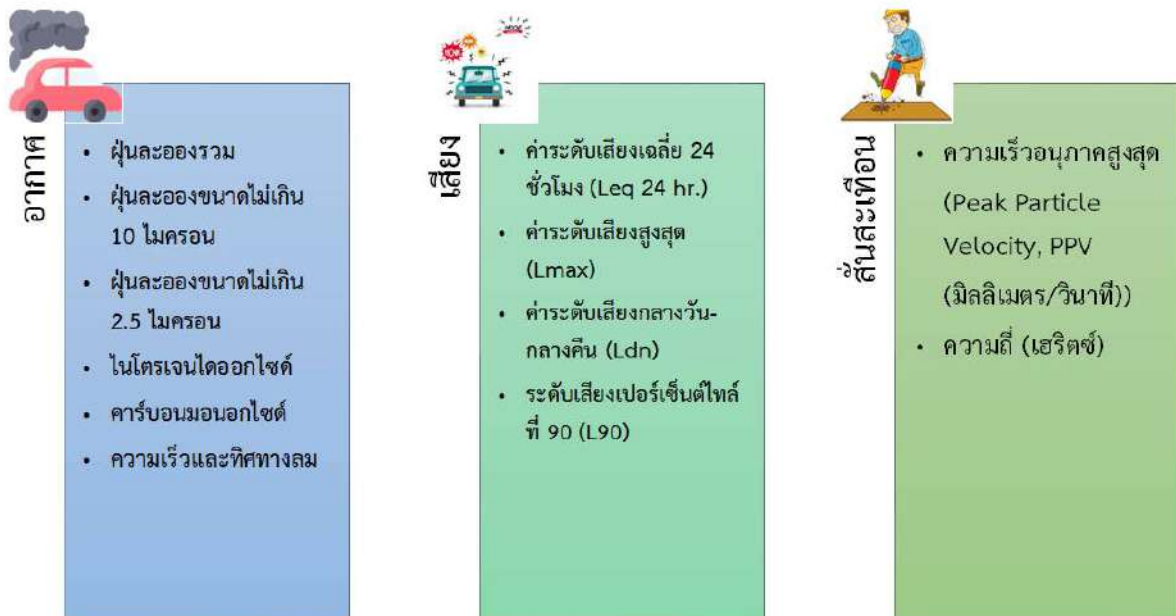 อากาศ
• ฝุ่นละอองรวม
• ฝุ่นละอองขนาดไม่เกิน
10 ไมครอน
• ฝุ่นละอองขนาดไม่เกิน
2.5 ไมครอน
• ไนโตรเจนไดออกไซด์
• คาร์บอนมอนอกไซด์
• ความเร็วและทิศทางลม
เสียง
• ค่าระดับเสียงเฉลี่ย 24
ชั่วโมง (Leq 24 hr.)
• ค่าระดับเสียงสูงสุด
(Lmax)
• ค่าระดับเสียงกลางวัน-
กลางคืน (Ldn)
• ระดับเสียงเปอร์เซ็นต์ไทล์
ที่ 90 (L90)
สั่นสะเทือน
• ความเร็วอนุภาคสูงสุด
(Peak Particle
Velocity, PPV
(มิลลิเมตร/วินาที))
• ความถี่ (เฮริตซ์)